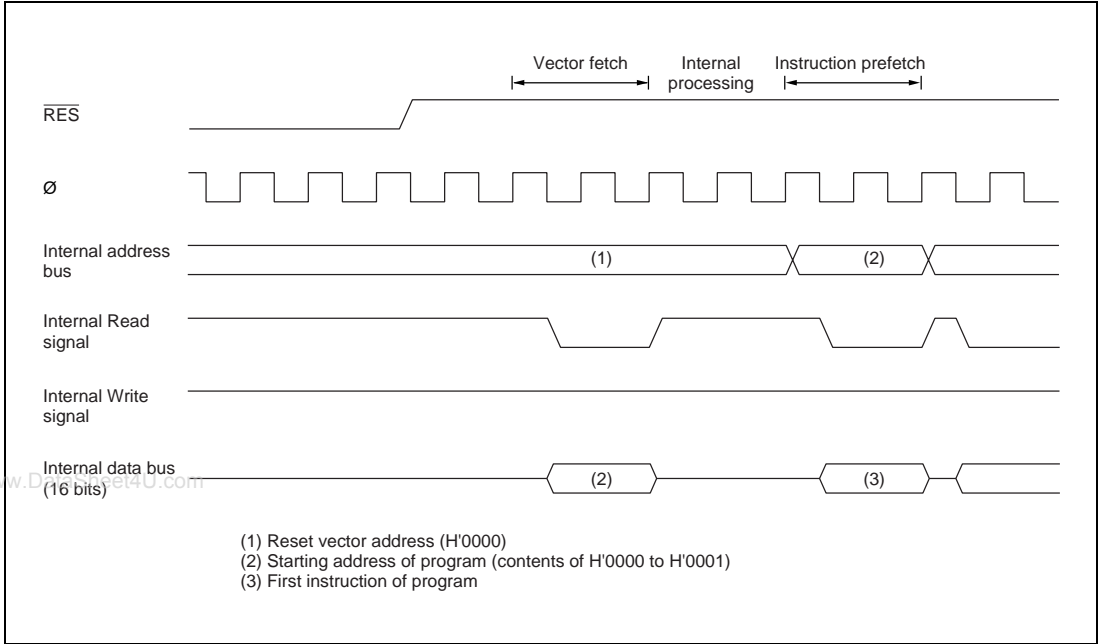 Vector fetch
Internal processing
Instruction prefetch
RES
Ø
Internal address bus
(1)
(2)
Internal Read signal
Internal Write signal
Internal data bus (16 bits)
(2)
(3)
w.DataSheet4U.com
(1) Reset vector address (H'0000)
(2) Starting address of program (contents of H'0000 to H'0001)
(3) First instruction of program